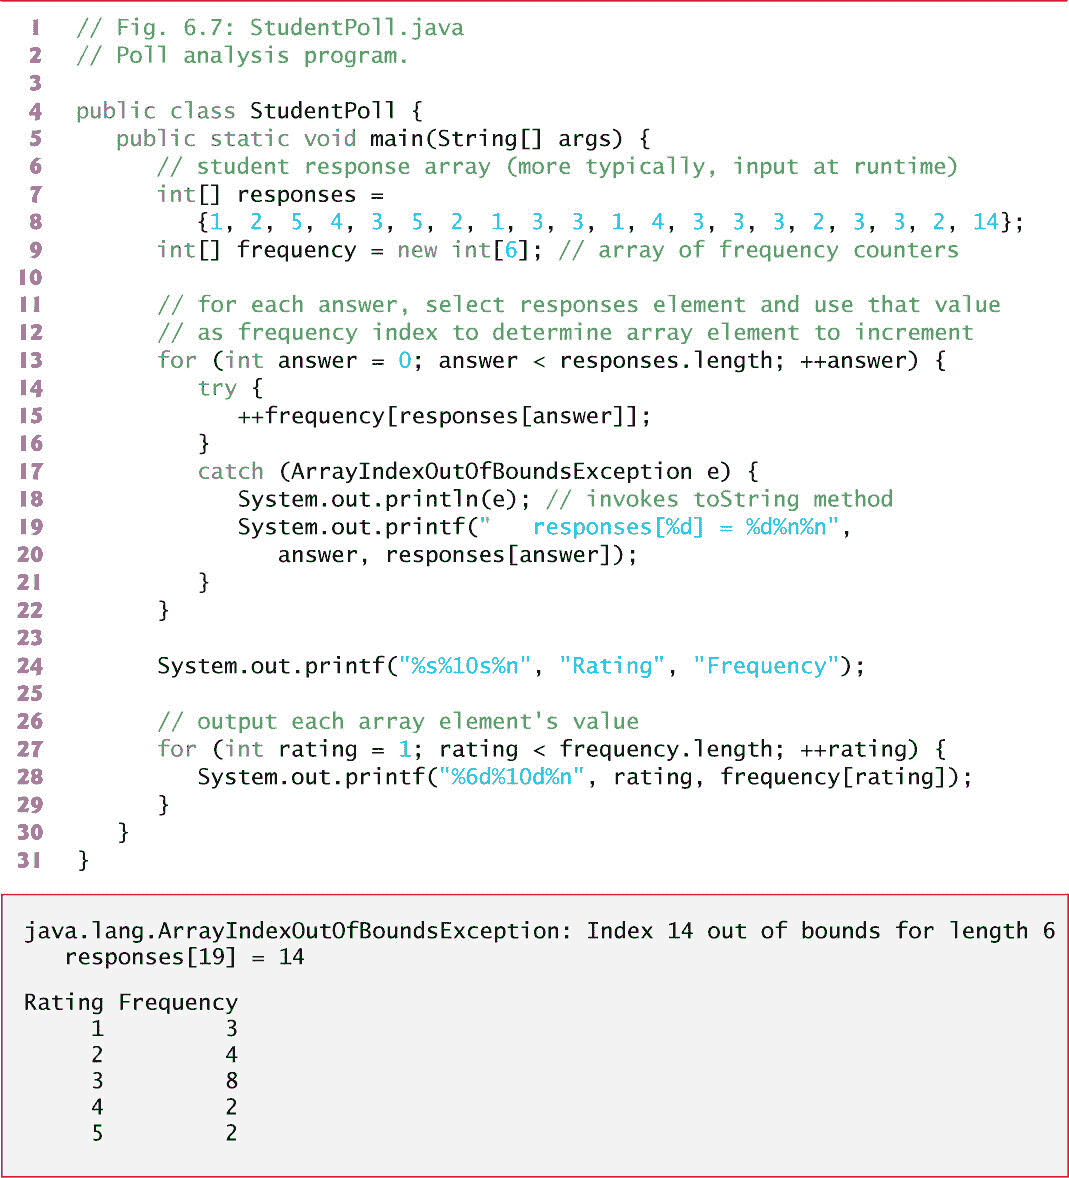 1 // Fig. 6.7: StudentPoll.java
2 // Poll analysis program.
3
4 public class StudentPoll {
5    public static void main(String[] args) {
6       // student response array (more typically, input at runtime)
7       int[] responses =
8          {1, 2, 5, 4, 3, 5, 2, 1, 3, 3, 1, 4, 3, 3, 3, 2, 3, 3, 2, 14};
9       int[] frequency = new int[6]; // array of frequency counters
10
11       // for each answer, select responses element and use that value
12       // as frequency index to determine array element to increment
13       for (int answer = 0; answer < responses.length; ++answer) {
14          try {
15             ++frequency[responses[answer]];
16          }
17          catch (ArrayIndexOutOfBoundsException e) {
18             System.out.println(e); // invokes toString method
19             System.out.printf("   responses[%d] = %d%n%n",
20                answer, responses[answer]);
21          }
22       }
23
24       System.out.printf("%s%10s%n", "Rating", "Frequency");
25
26       // output each array element's value
27       for (int rating = 1; rating < frequency.length; ++rating) {
28          System.out.printf("%6d%10d%n", rating, frequency[rating]);
29       }
30    }
31 }
java.lang.ArrayIndexOutOfBoundsException: Index 14 out of bounds for length 6
   responses[19] = 14
Rating Frequency
     1         3
     2         4
     3         8
     4         2
     5         2